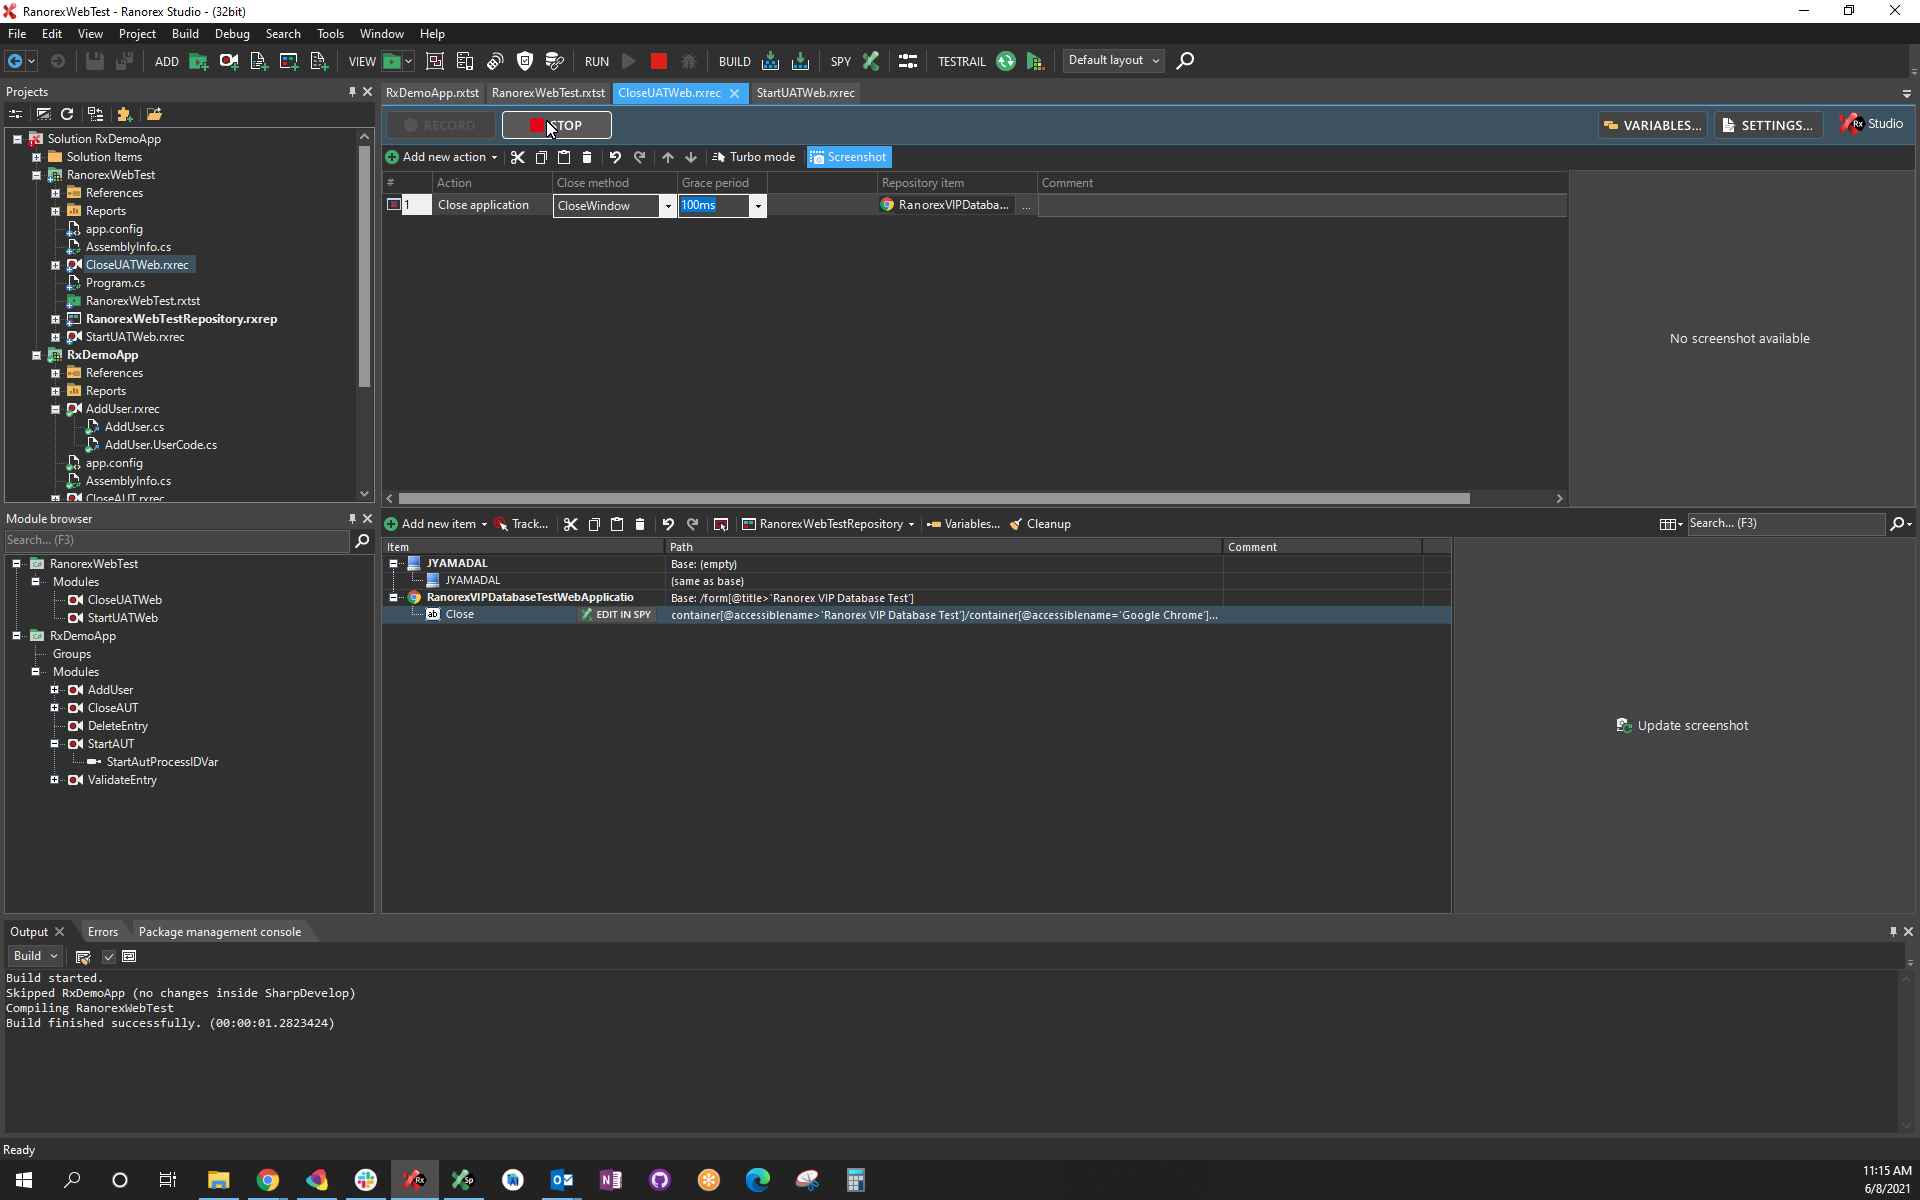 RanorexWebTest - Ranorex Studio - (32bit)
File Edit View Project Build Debug Search Tools Window Help
ADD VIEW RUN BUILD SPY TESTRAIL Default layout
Projects
RxDemoApp.rxtst RanorexWebTest.rxtst CloseUATWeb.rxrec StartUATWeb.rxrec
RECORD TOP VARIABLES... SETTINGS... Rx Studio
Add new action Turbo mode Screenshot
# Action Close method Grace period Repository item Comment
1 Close application CloseWindow 100ms RanorexVIPDataba... ...
No screenshot available
Solution RxDemoApp
Solution Items
RanorexWebTest
References
Reports
app.config
AssemblyInfo.cs
CloseUATWeb.rxrec
Program.cs
RanorexWebTest.rxtst
RanorexWebTestRepository.rxrep
StartUATWeb.rxrec
RxDemoApp
References
Reports
AddUser.rxrec
AddUser.cs
AddUser.UserCode.cs
app.config
AssemblyInfo.cs
CloseAUT.rxrec
Module browser
Search... (F3)
RanorexWebTest
Modules
CloseUATWeb
StartUATWeb
RxDemoApp
Groups
Modules
AddUser
CloseAUT
DeleteEntry
StartAUT
StartAutProcessIDVar
ValidateEntry
Add new item Track... RanorexWebTestRepository Variables... Cleanup Search... (F3)
Item Path Comment
JYAMADAL Base: (empty)
JYAMADAL (same as base)
RanorexVIPDatabaseTestWebApplicatio Base: /form[@title>'Ranorex VIP Database Test']
Close EDIT IN SPY container[@accessiblename>'Ranorex VIP Database Test']/container[@accessiblename='Google Chrome']...
Update screenshot
Output Errors Package management console
Build
Build started.
Skipped RxDemoApp (no changes inside SharpDevelop)
Compiling RanorexWebTest
Build finished successfully. (00:00:01.2823424)
Ready
11:15 AM
6/8/2021